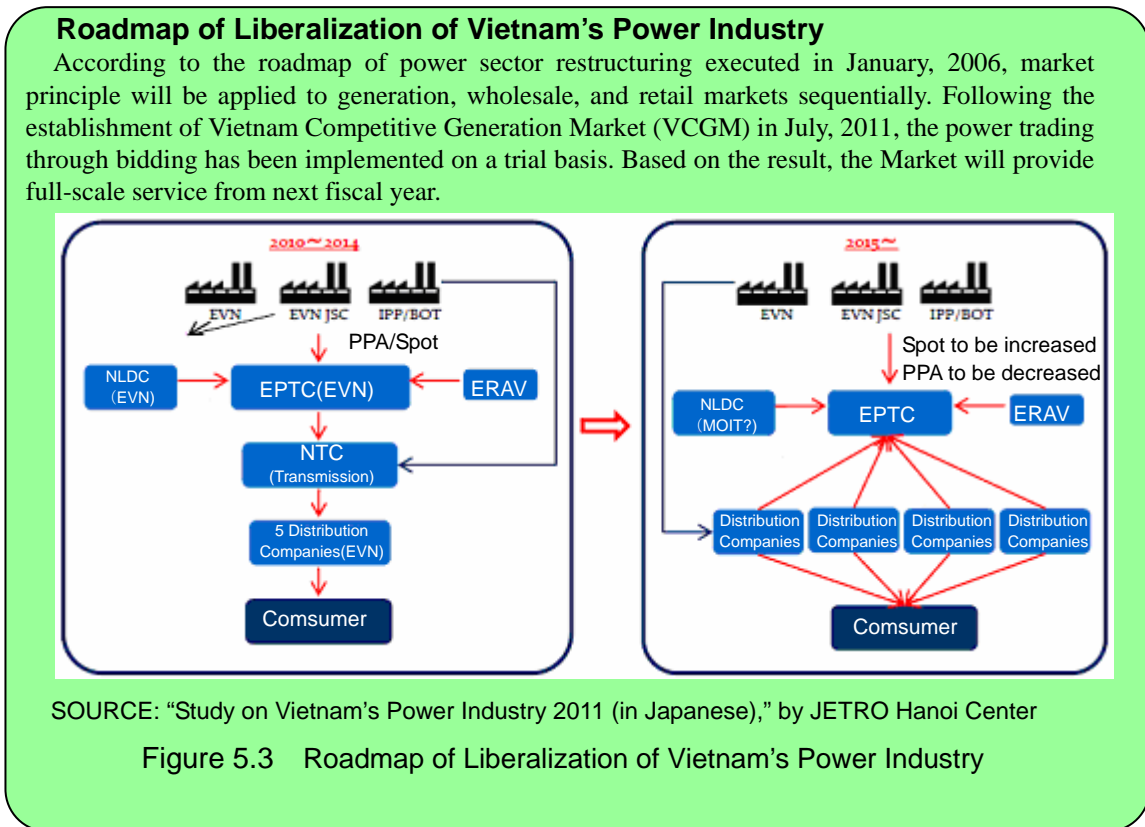 Roadmap of Liberalization of Vietnam's Power Industry
According to the roadmap of power sector restructuring executed in January, 2006, market
principle will be applied to generation, wholesale, and retail markets sequentially. Following the
establishment of Vietnam Competitive Generation Market (VCGM) in July, 2011, the power trading
through bidding has been implemented on a trial basis. Based on the result, the Market will provide
full-scale service from next fiscal year.
2010～2014
EVN
EVN JSC
IPP/BOT
PPA/Spot
NLDC
（EVN)
EPTC(EVN)
ERAV
NTC
(Transmission)
5 Distribution
Companies(EVN)
Comsumer
2015～
EVN
EVN JSC
IPP/BOT
Spot to be increased
PPA to be decreased
NLDC
（MOIT?)
EPTC
ERAV
Distribution
Companies
Distribution
Companies
Distribution
Companies
Distribution
Companies
Comsumer
SOURCE: "Study on Vietnam's Power Industry 2011 (in Japanese)," by JETRO Hanoi Center
Figure 5.3 Roadmap of Liberalization of Vietnam's Power Industry